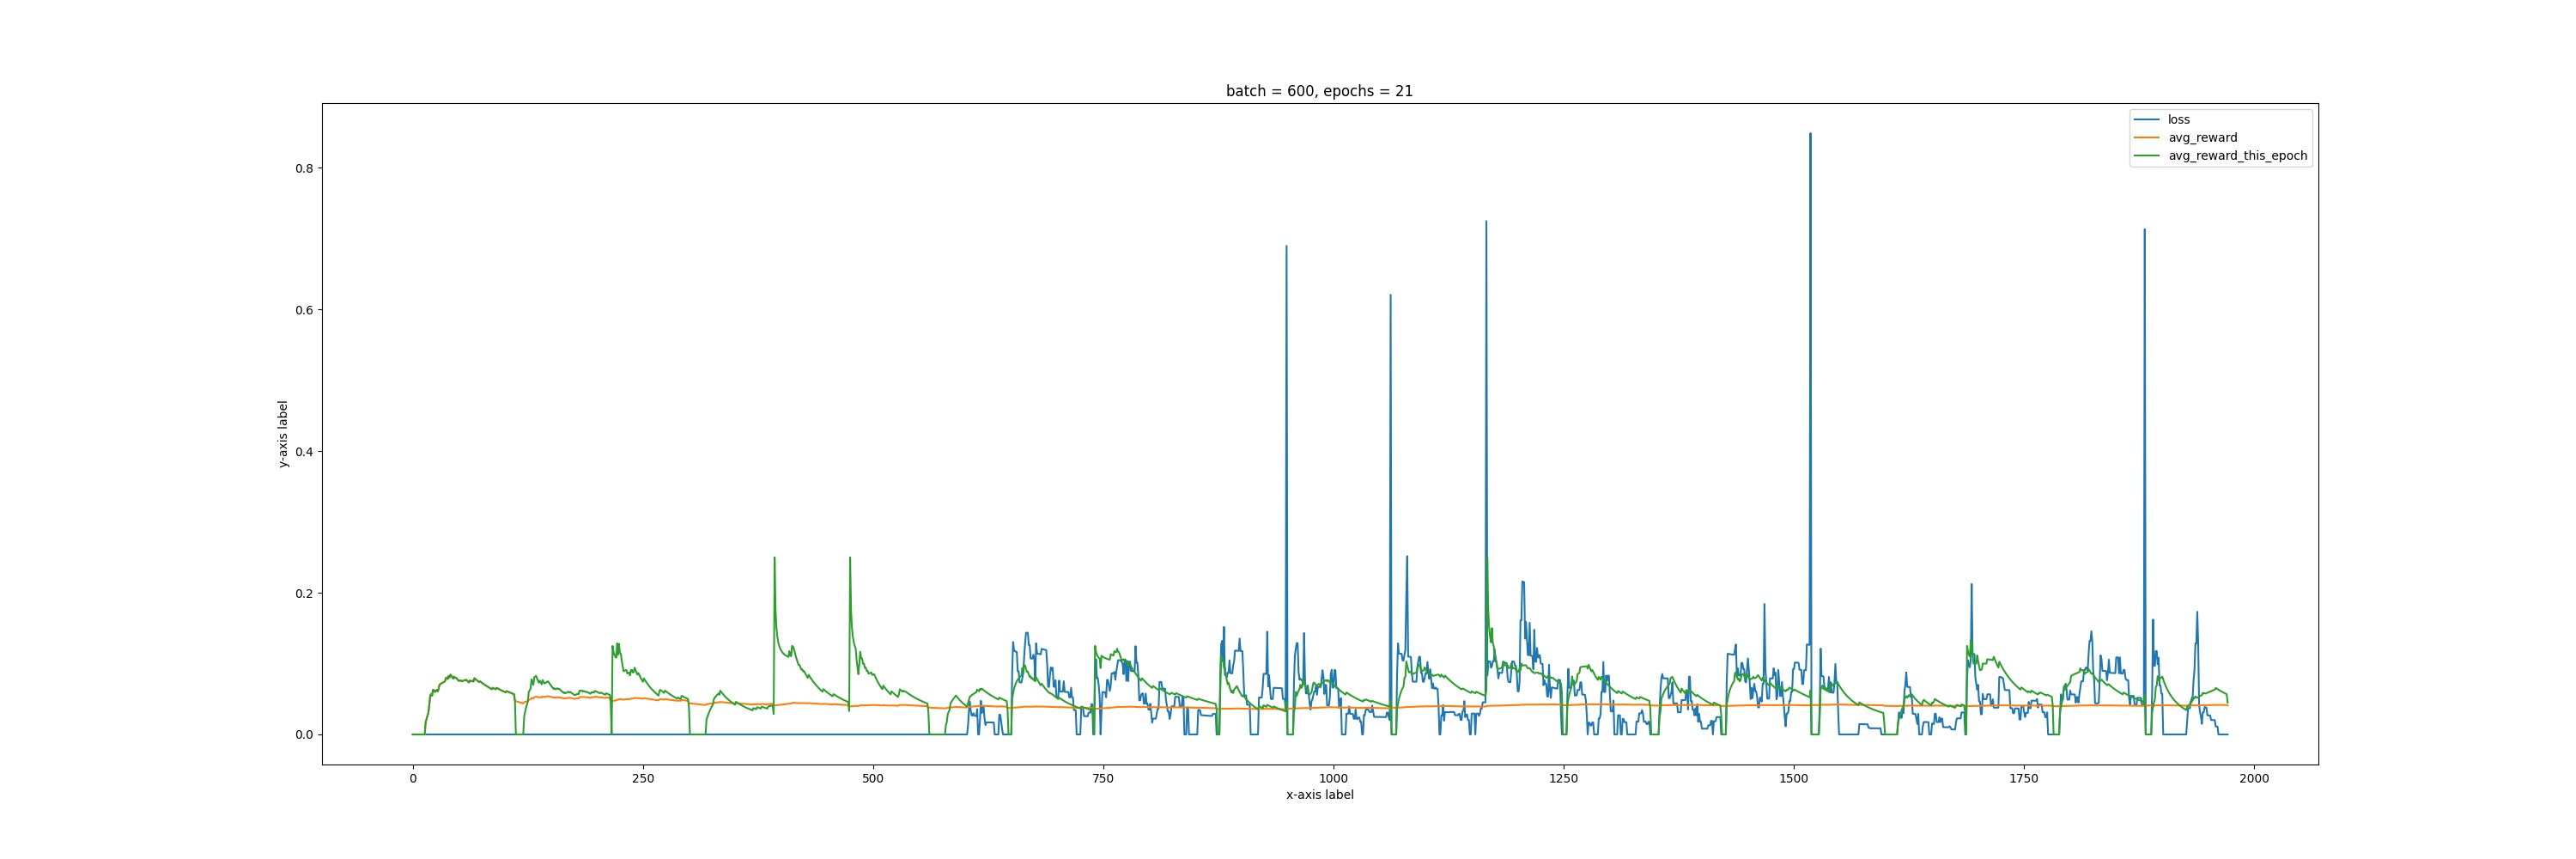 batch = 600, epochs = 21
loss
avg_reward
avg_reward_this_epoch
0.8
0.6
0.4
0.2
0.0
y-axis label
0 250 500 750 1000 1250 1500 1750 2000
x-axis label